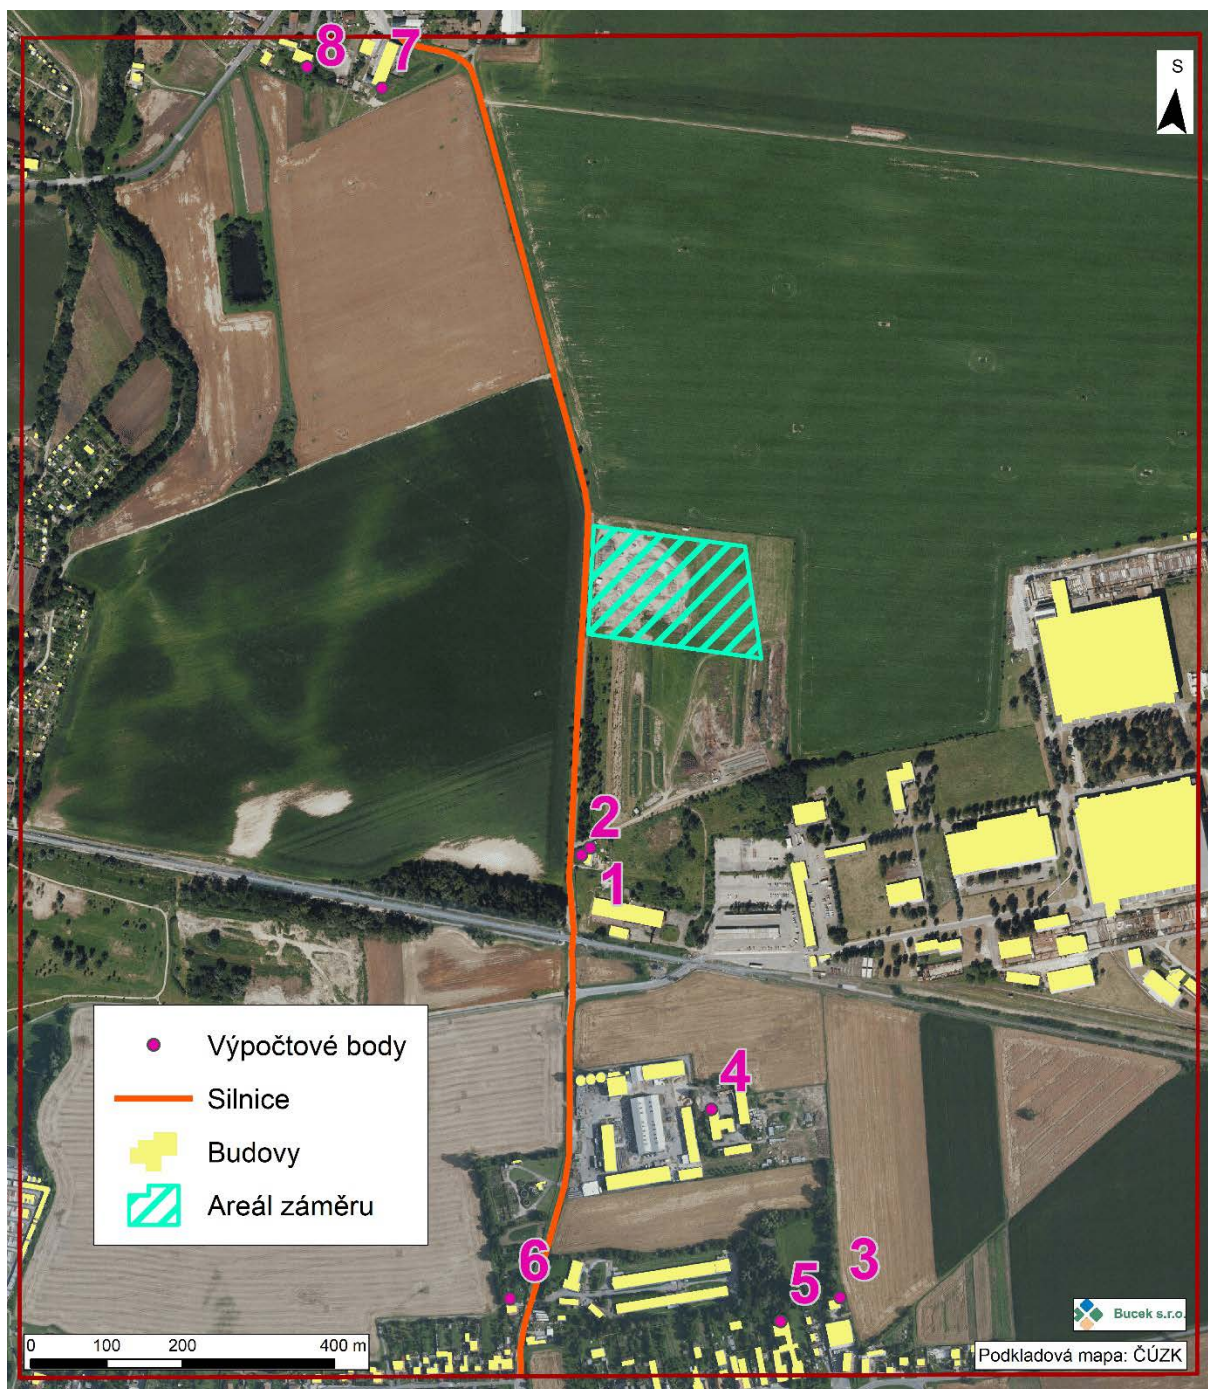 8 7
S
2
1
Výpočtové body
Silnice
Budovy
Areál záměru
4
6
3
5
Bucek s.r.o.
0 100 200 400 m
Podkladová mapa: ČÚZK